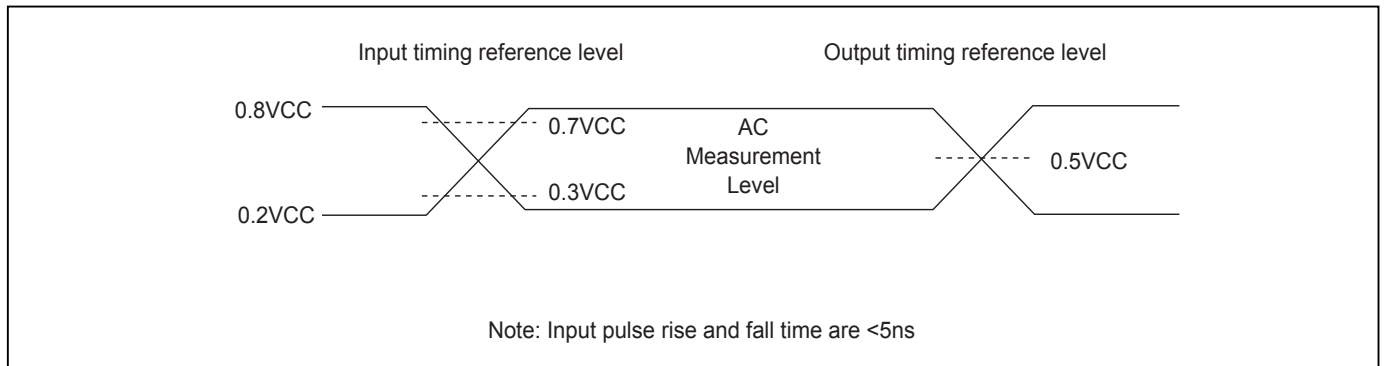 Input timing reference level
Output timing reference level
0.8VCC
0.7VCC
AC
Measurement
Level
0.5VCC
0.3VCC
0.2VCC
Note: Input pulse rise and fall time are <5ns